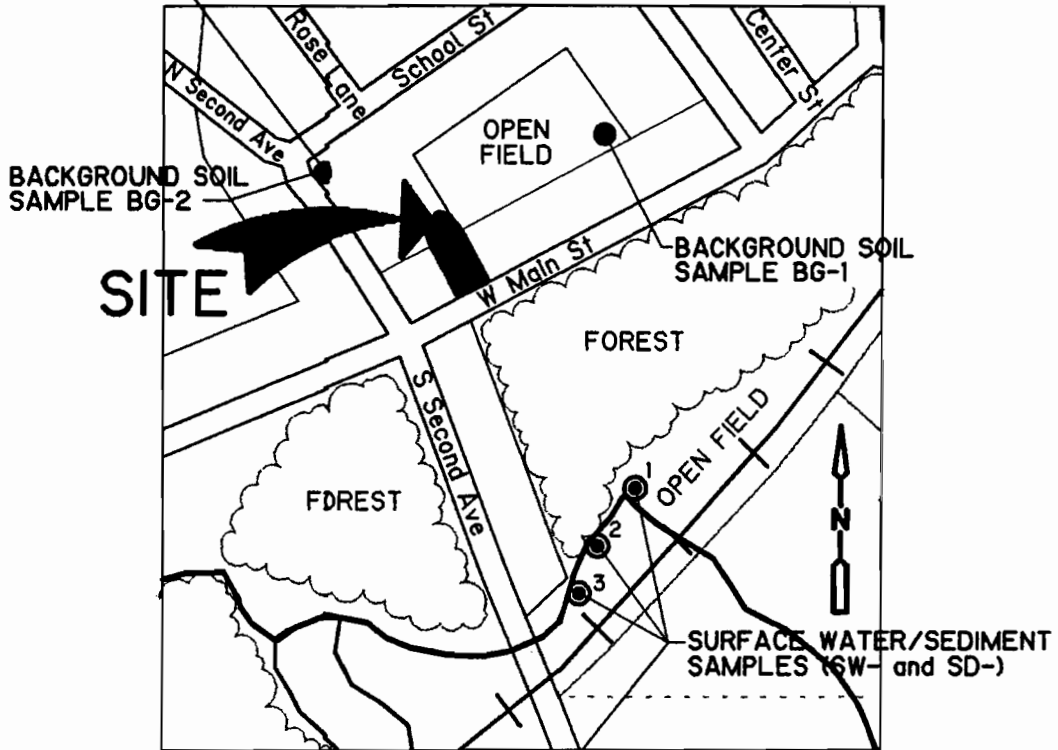 Rose Lane
School St
Center St
N Second Ave
OPEN
FIELD
BACKGROUND SOIL
SAMPLE BG-2
BACKGROUND SOIL
SAMPLE BG-1
SITE
W Main St
FOREST
S Second Ave
OPEN FIELD
FOREST
1
2
3
N
SURFACE WATER/SEDIMENT
SAMPLES (SW- and SD-)